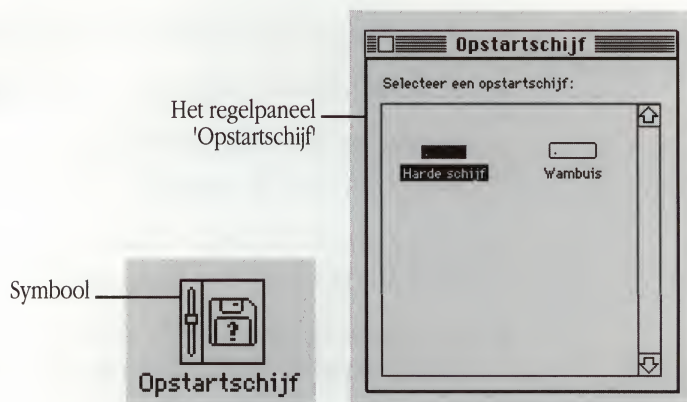 Opstartschijf
Selecteer een opstartschijf:
Het regelpaneel
'Opstartschijf'
Harde schijf
Wambuis
Symbool
?
Opstartschijf